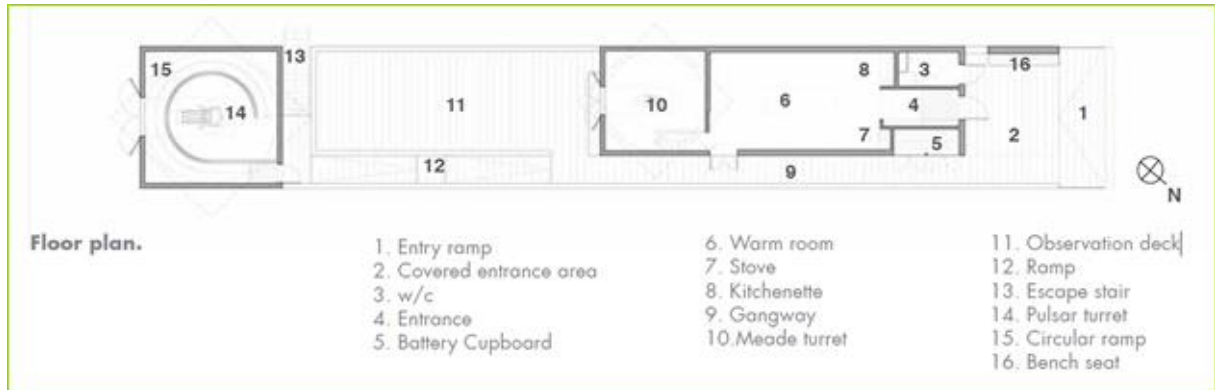 13
15
16
8
3
14
11
10
6
4
1
7
2
5
12
9
N
Floor plan.
1. Entry ramp
2. Covered entrance area
3. w/c
4. Entrance
5. Battery Cupboard
6. Warm room
7. Stove
8. Kitchenette
9. Gangway
10.Meade turret
11. Observation deck
12. Ramp
13. Escape stair
14. Pulsar turret
15. Circular ramp
16. Bench seat